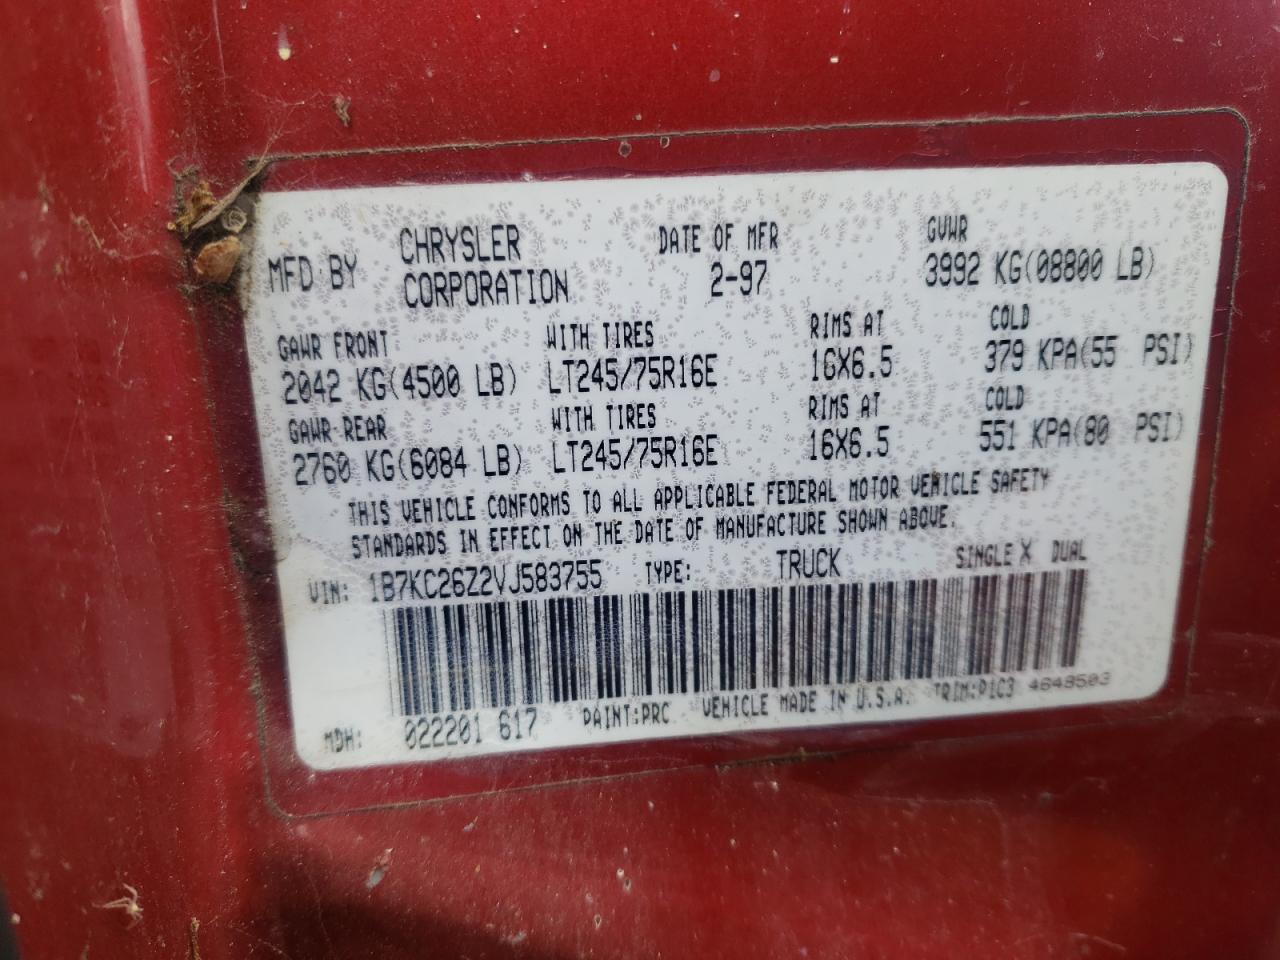 MFD BY CHRYSLER CORPORATION
DATE OF MFR 2-97
GVWR 3992 KG(08800 LB)
GAWR FRONT WITH TIRES RIMS AT COLD
2042 KG(4500 LB) LT245/75R16E 16X6.5 379 KPA(55 PSI)
GAWR REAR WITH TIRES RIMS AT COLD
2760 KG(6084 LB) LT245/75R16E 16X6.5 551 KPA(80 PSI)
THIS VEHICLE CONFORMS TO ALL APPLICABLE FEDERAL MOTOR VEHICLE SAFETY
STANDARDS IN EFFECT ON THE DATE OF MANUFACTURE SHOWN ABOVE.
VIN: 1B7KC26Z2VJ583755 TYPE: TRUCK SINGLE X DUAL
MDH: 022201 617 PAINT:PRC VEHICLE MADE IN U.S.A. TRIM:P1C3 4648503